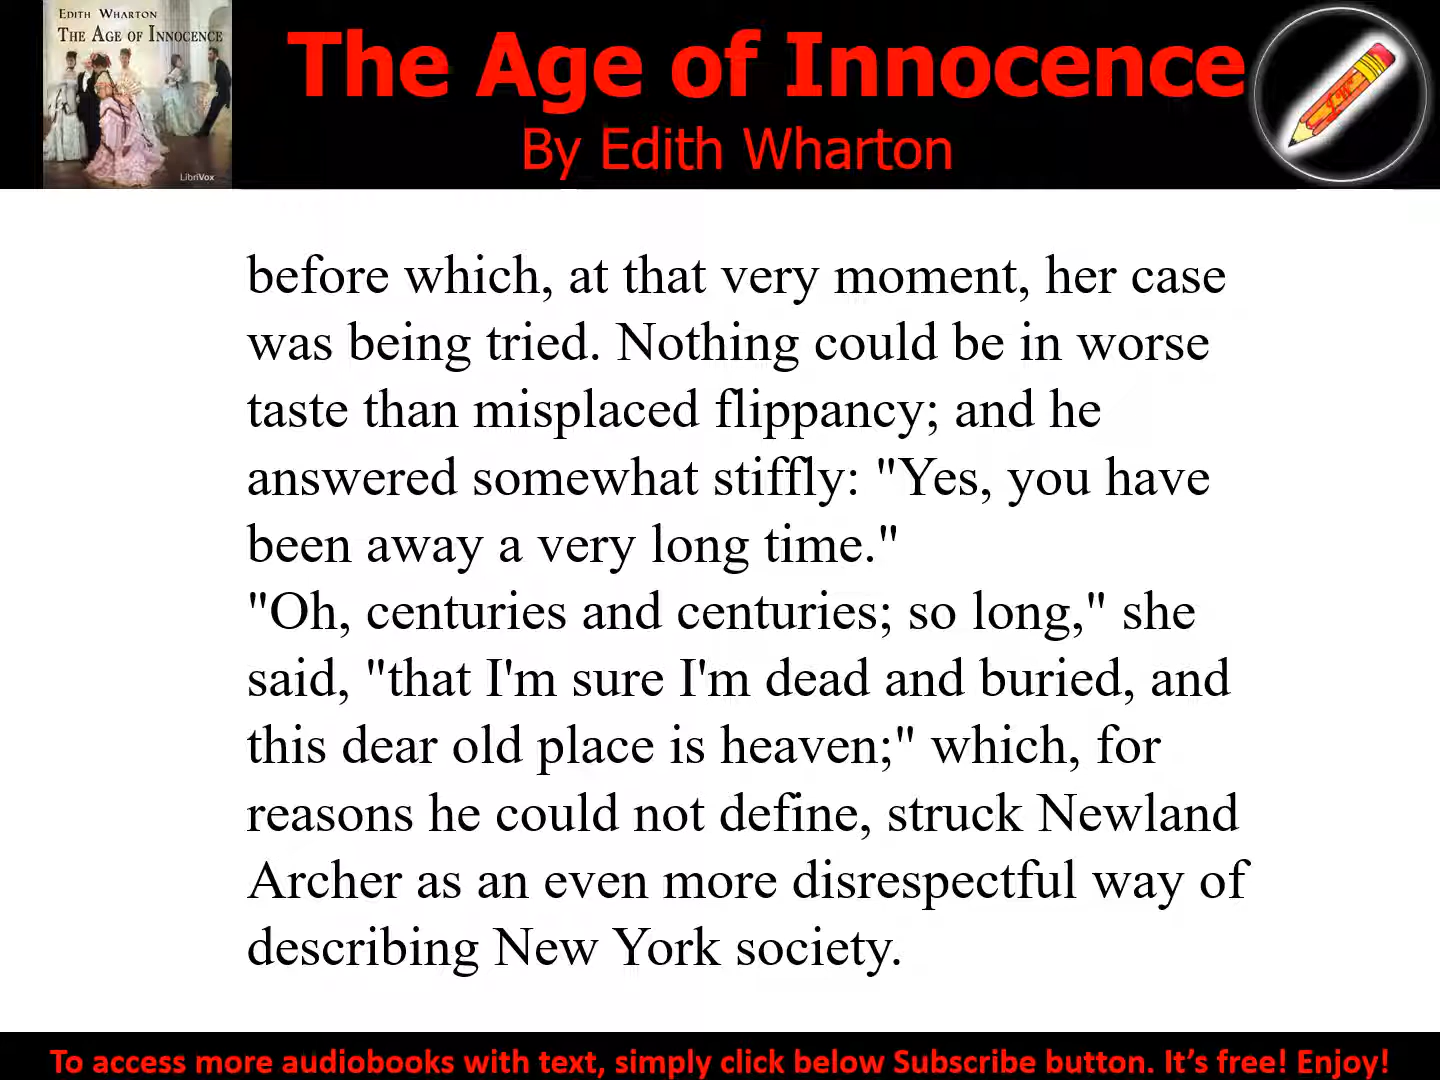 EDITH WHARTON
THE AGE OF INNOCENCE
LibriVox
The Age of Innocence
By Edith Wharton
before which, at that very moment, her case
was being tried. Nothing could be in worse
taste than misplaced flippancy; and he
answered somewhat stiffly: "Yes, you have
been away a very long time."
"Oh, centuries and centuries; so long," she
said, "that I'm sure I'm dead and buried, and
this dear old place is heaven;" which, for
reasons he could not define, struck Newland
Archer as an even more disrespectful way of
describing New York society.
To access more audiobooks with text, simply click below Subscribe button. It’s free! Enjoy!